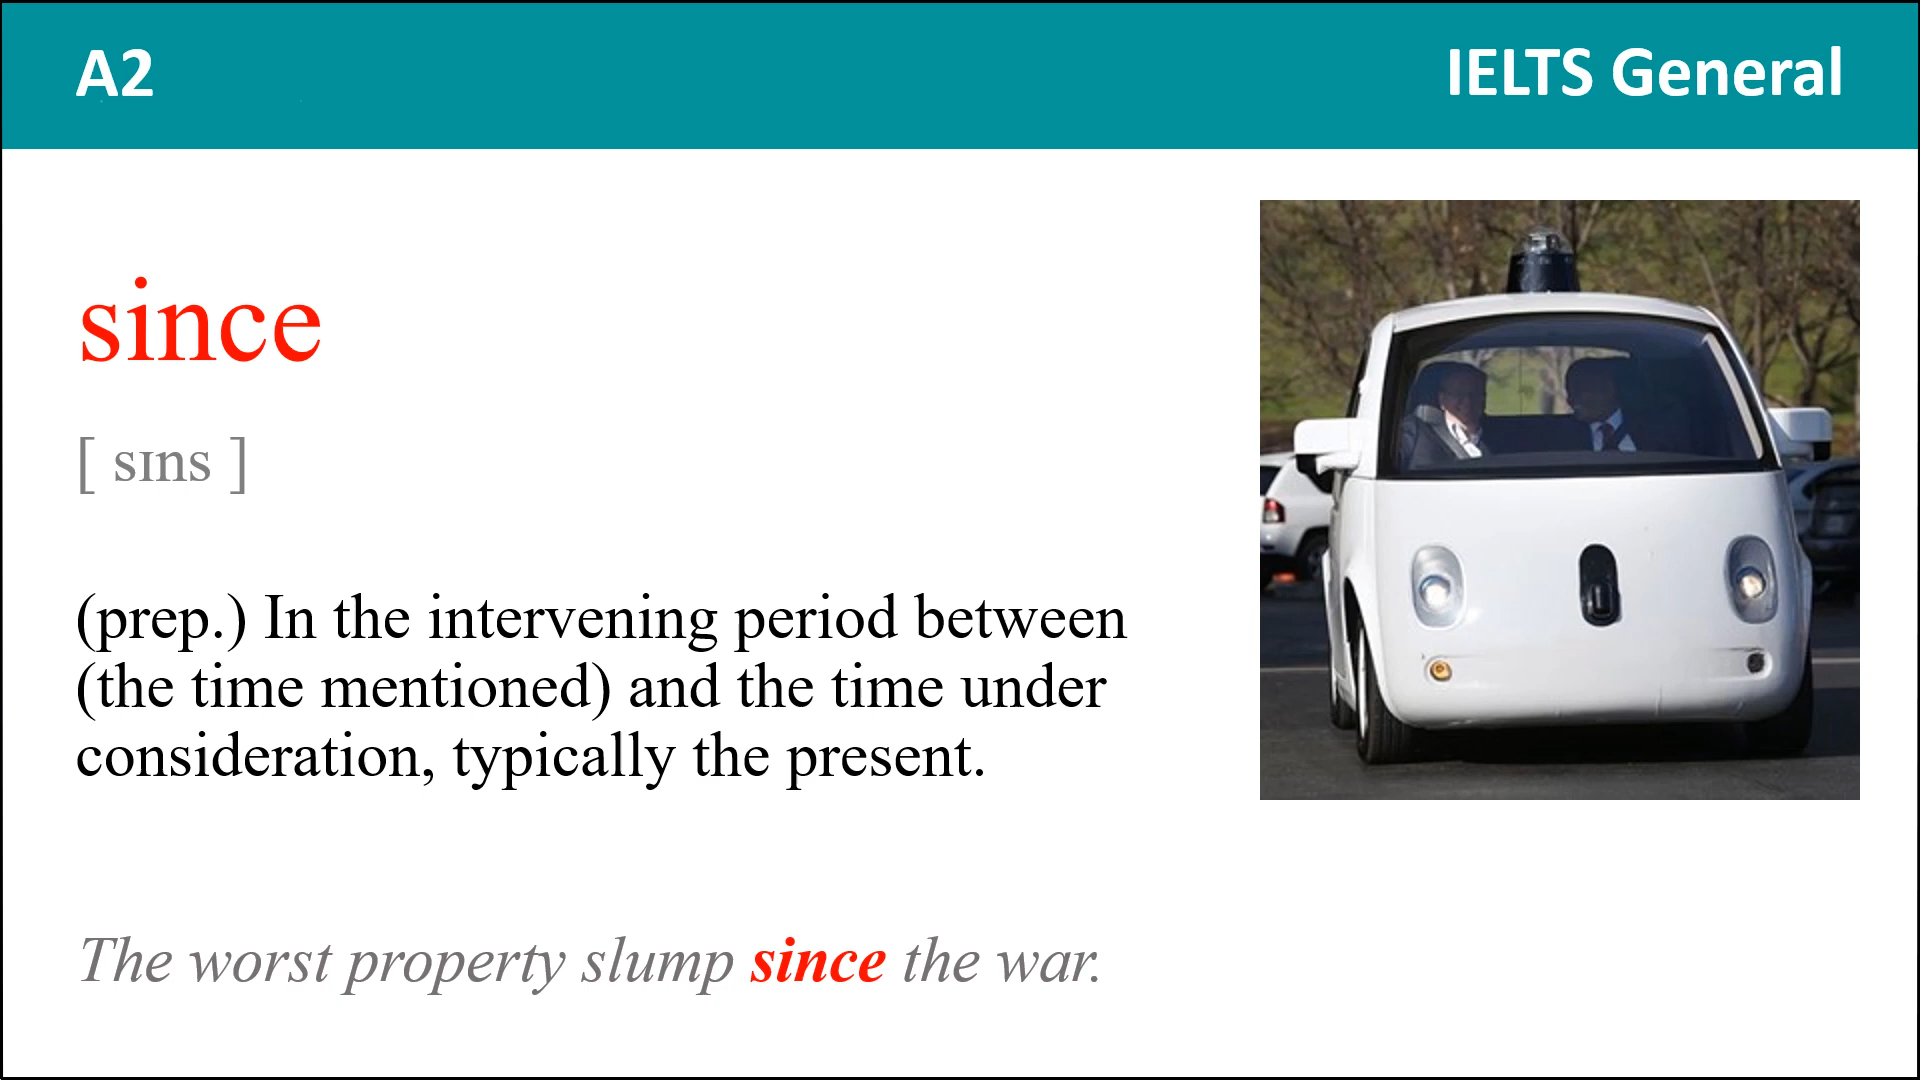 A2
IELTS General
since
[ sɪns ]
(prep.) In the intervening period between
(the time mentioned) and the time under
consideration, typically the present.
The worst property slump since the war.